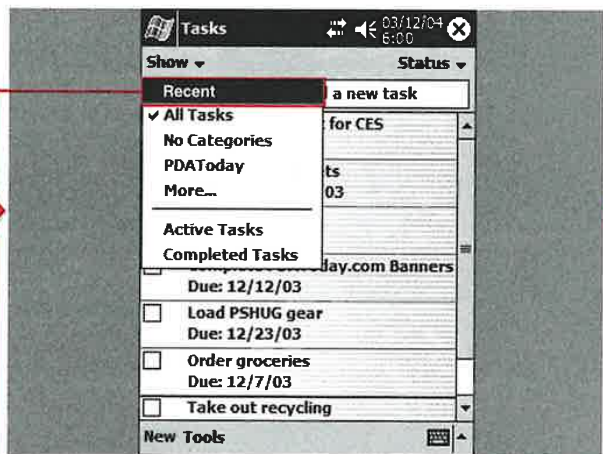 Tasks
03/12/04
6:00
Show
Status
Recent
a new task
All Tasks
for CES
No Categories
PDAToday
ts
More...
03
Active Tasks
Completed Tasks
day.com Banners
Due: 12/12/03
Load PSHUG gear
Due: 12/23/03
Order groceries
Due: 12/7/03
Take out recycling
New Tools